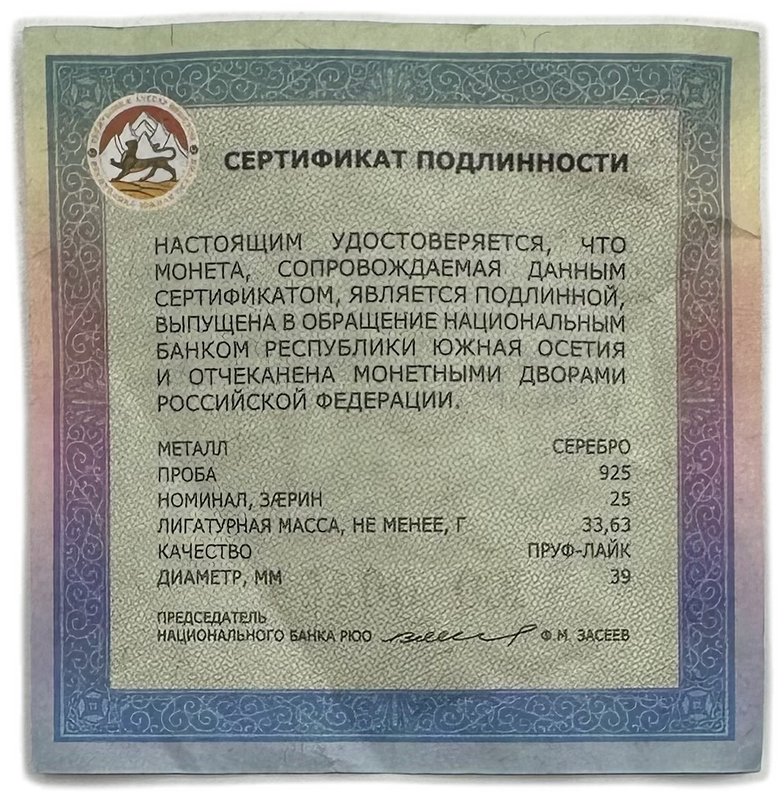 СЕРТИФИКАТ ПОДЛИННОСТИ
НАСТОЯЩИМ УДОСТОВЕРЯЕТСЯ, ЧТО
МОНЕТА, СОПРОВОЖДАЕМАЯ ДАННЫМ
СЕРТИФИКАТОМ, ЯВЛЯЕТСЯ ПОДЛИННОЙ,
ВЫПУЩЕНА В ОБРАЩЕНИЕ НАЦИОНАЛЬНЫМ
БАНКОМ РЕСПУБЛИКИ ЮЖНАЯ ОСЕТИЯ
И ОТЧЕКАНЕНА МОНЕТНЫМИ ДВОРАМИ
РОССИЙСКОЙ ФЕДЕРАЦИИ.
МЕТАЛЛ СЕРЕБРО
ПРОБА 925
НОМИНАЛ, ЗÆРИН 25
ЛИГАТУРНАЯ МАССА, НЕ МЕНЕЕ, Г 33,63
КАЧЕСТВО ПРУФ-ЛАЙК
ДИАМЕТР, ММ 39
ПРЕДСЕДАТЕЛЬ
НАЦИОНАЛЬНОГО БАНКА РЮО Ф.М. ЗАСЕЕВ